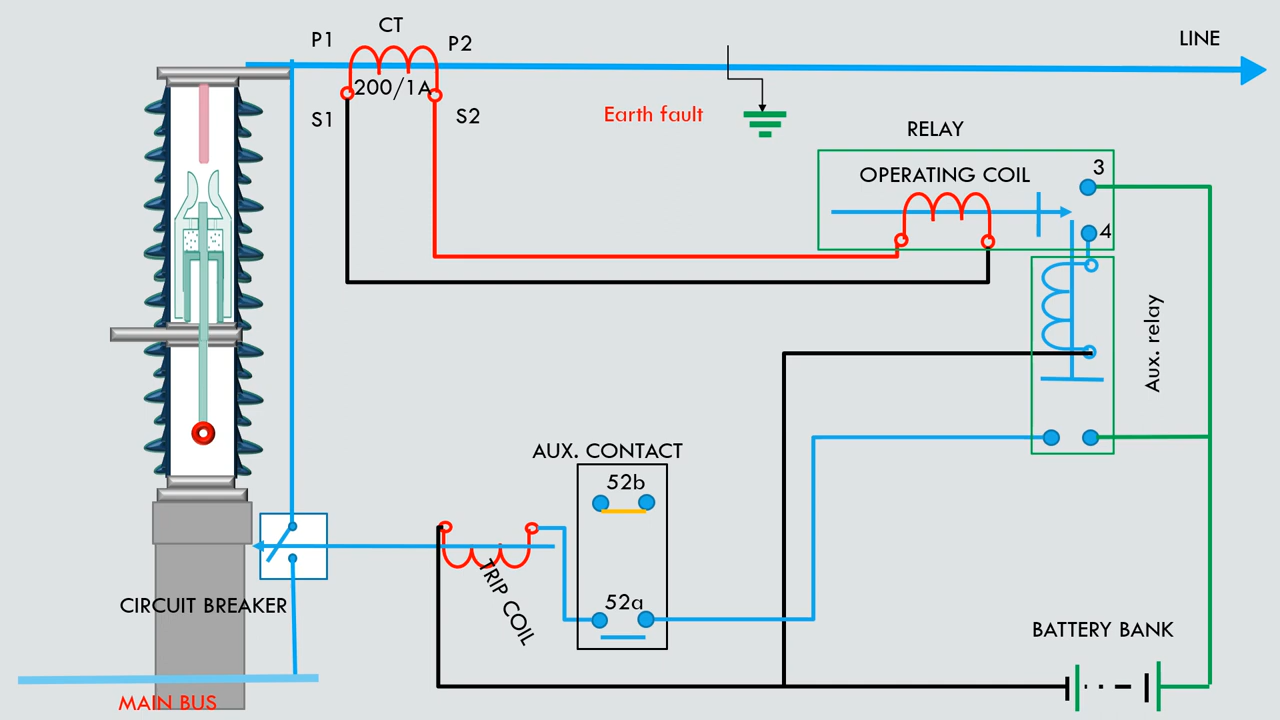 CT
P1
P2
LINE
200/1A
S1
S2
Earth fault
RELAY
OPERATING COIL
3
4
Aux. relay
AUX. CONTACT
52b
TRIP COIL
52a
CIRCUIT BREAKER
BATTERY BANK
MAIN BUS